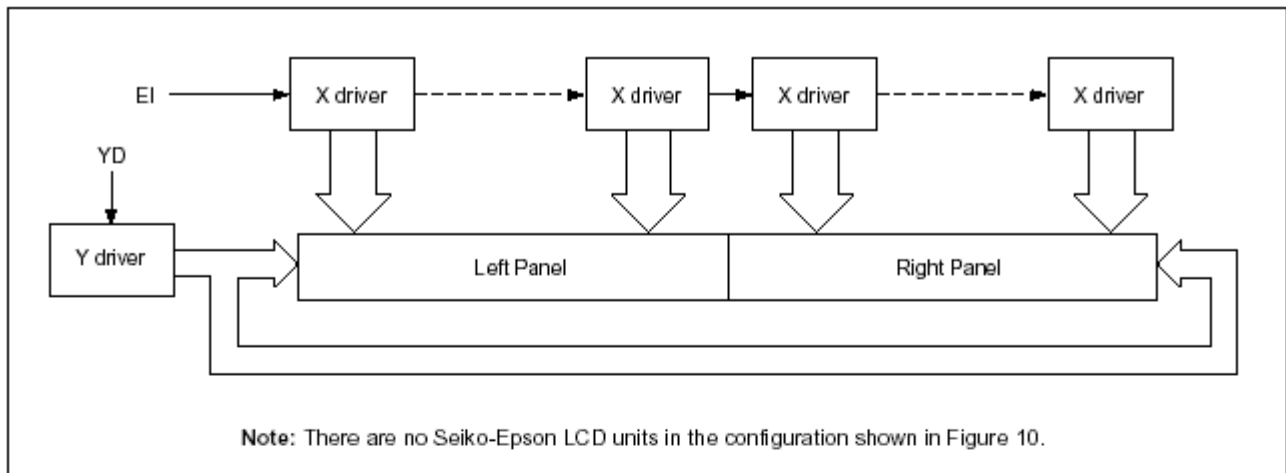 EI
X driver
X driver
X driver
X driver
YD
Y driver
Left Panel
Right Panel
Note: There are no Seiko-Epson LCD units in the configuration shown in Figure 10.